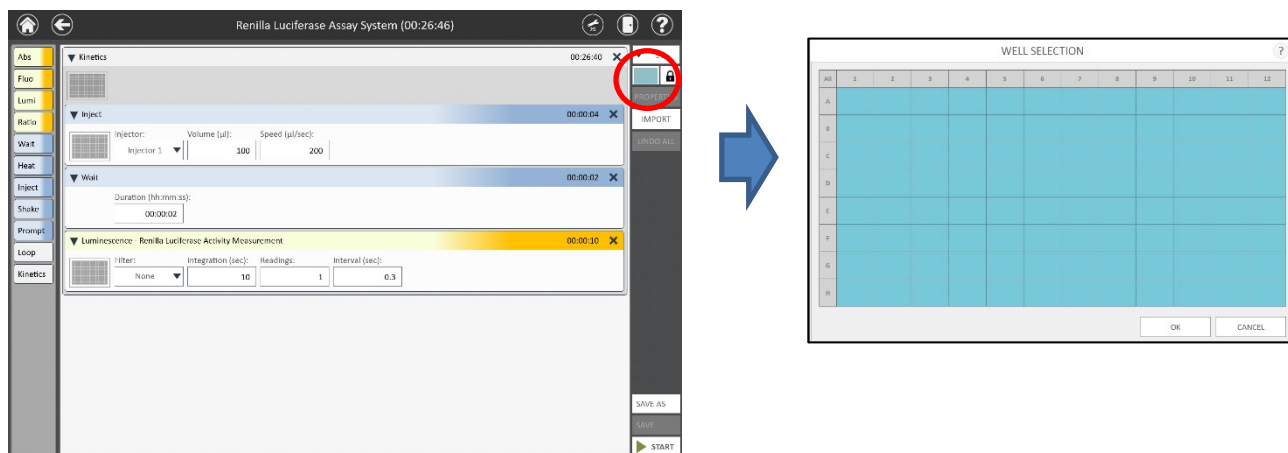 Renilla Luciferase Assay System (00:26:46)
Abs
Fluo
Lumi
Ratio
Wait
Heat
Inject
Shake
Prompt
Loop
Kinetics
Kinetics 00:26:40
Inject 00:00:04
Injector: Volume (µl): Speed (µl/sec):
Injector 1 100 200
Wait 00:00:02
Duration (hh:mm:ss):
00:00:02
Luminescence - Renilla Luciferase Activity Measurement 00:00:10
Filter: Integration (sec): Readings: Interval (sec):
None 10 1 0.3
IMPORT
UNDO ALL
SAVE AS
SAVE
START
WELL SELECTION ?
All 1 2 3 4 5 6 7 8 9 10 11 12
A
B
C
D
E
F
G
H
OK CANCEL